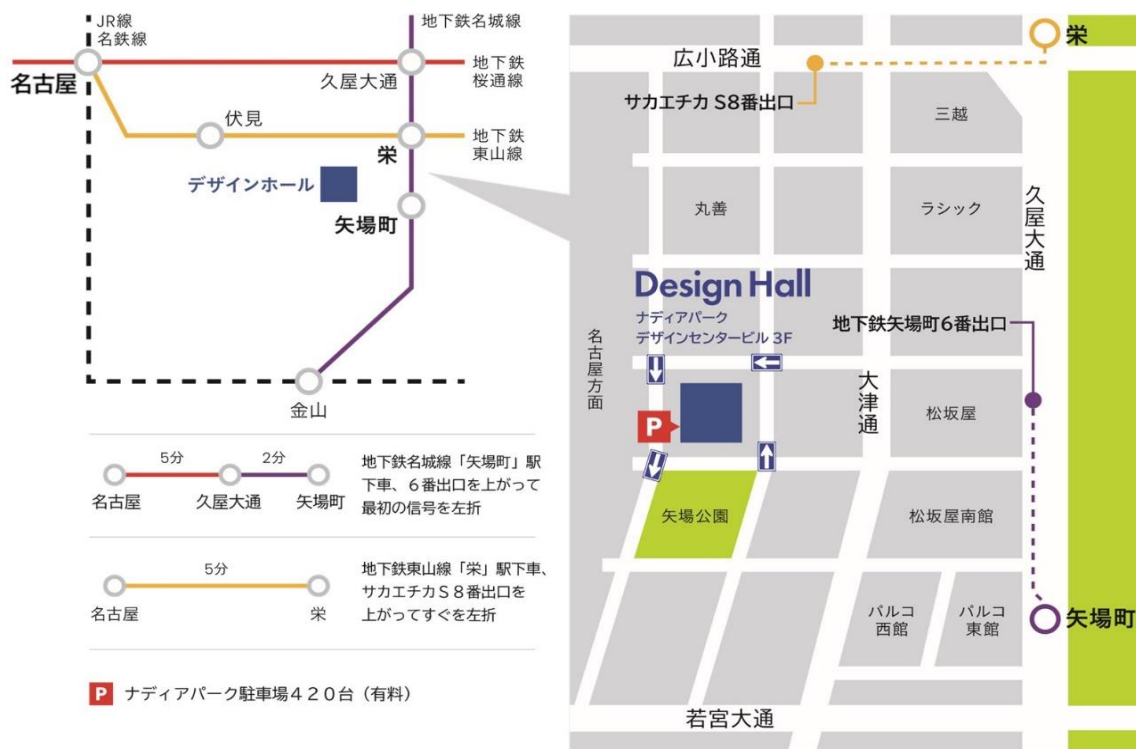 JR線
名鉄線
地下鉄名城線
名古屋
久屋大通
地下鉄
桜通線
伏見
栄
地下鉄
東山線
デザインホール
矢場町
金山
5分
2分
名古屋
久屋大通
矢場町
地下鉄名城線「矢場町」駅
下車、6番出口を上がって
最初の信号を左折
5分
名古屋
栄
地下鉄東山線「栄」駅下車、
サカエチカS8番出口を
上がってすぐを左折
P
ナディアパーク駐車場420台（有料）
栄
広小路通
サカエチカ S8番出口
三越
丸善
ラシック
久屋大通
Design Hall
ナディアパーク
デザインセンタービル 3F
地下鉄矢場町6番出口
名古屋方面
大津通
松坂屋
P
矢場公園
松坂屋南館
パルコ
西館
パルコ
東館
矢場町
若宮大通